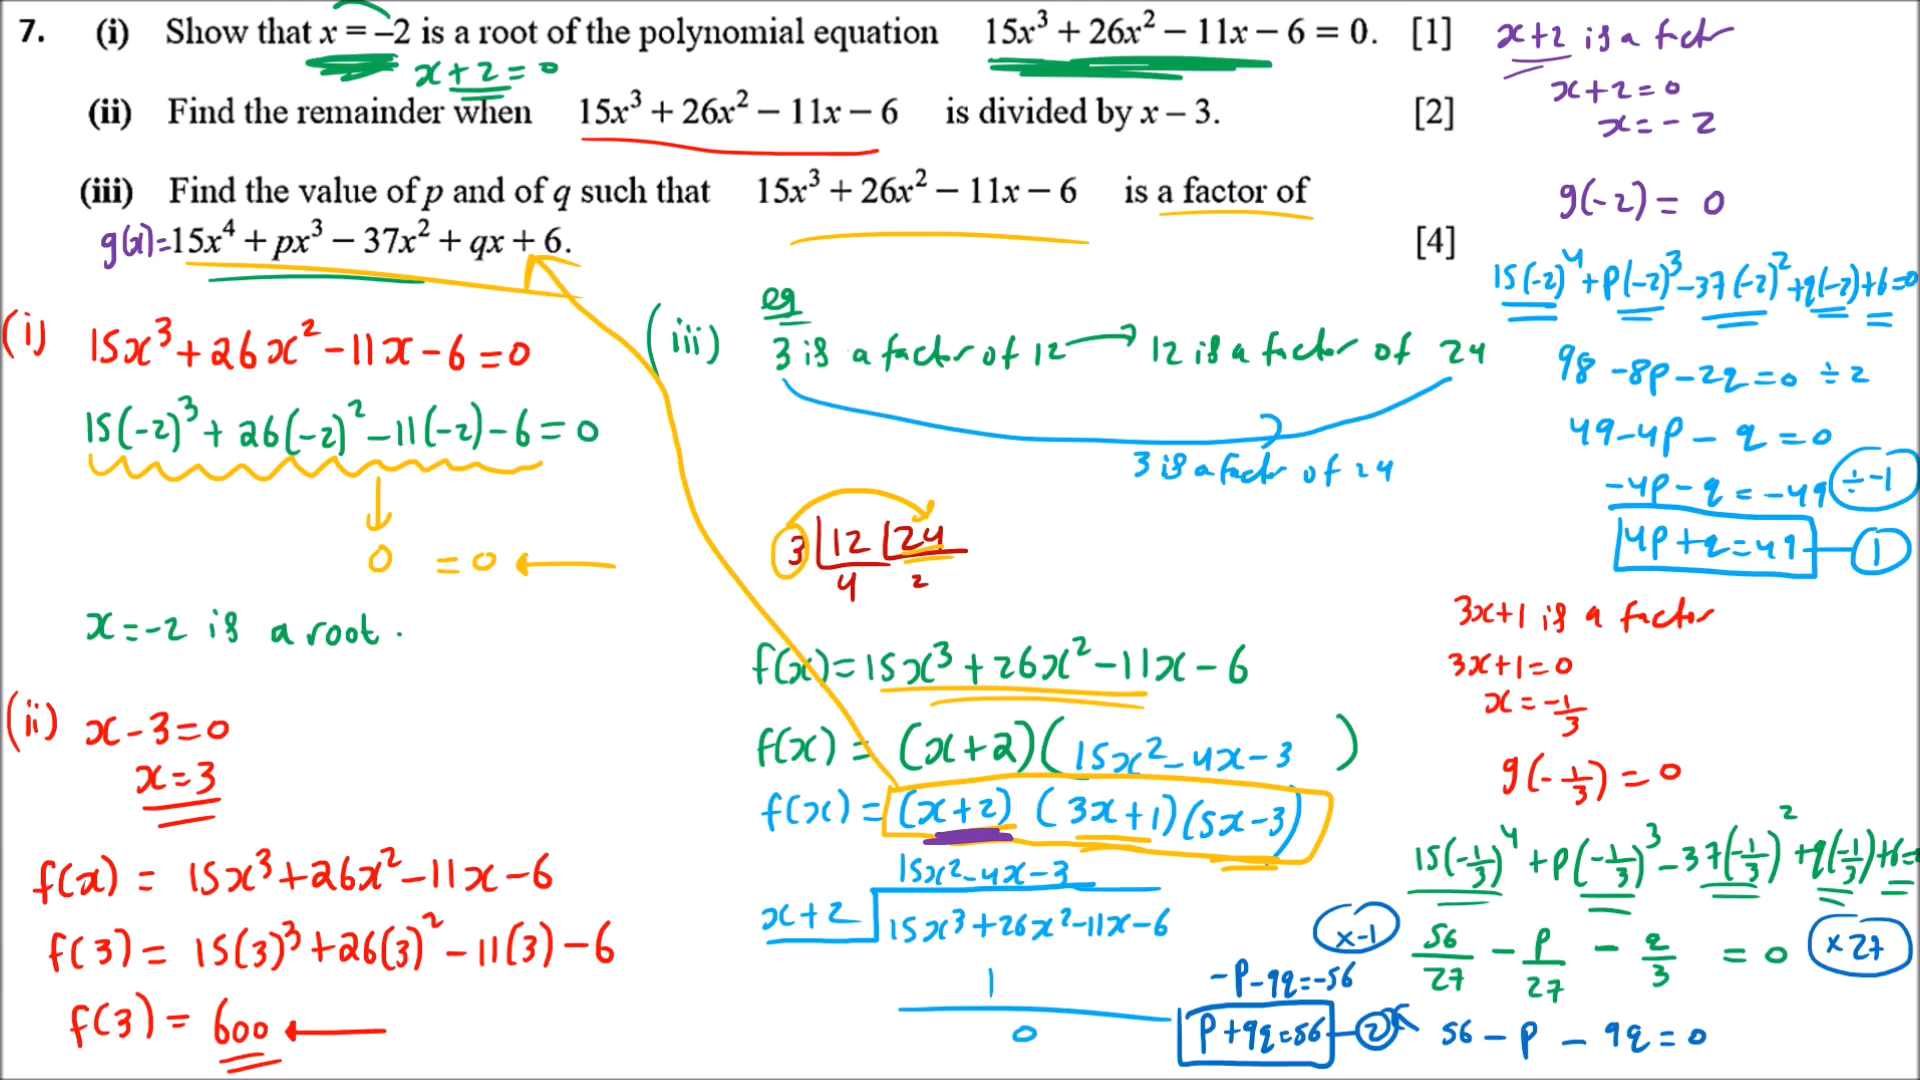 7. (i) Show that x = –2 is a root of the polynomial equation 15x³ + 26x² – 11x – 6 = 0. [1]
x+2=0
(ii) Find the remainder when 15x³ + 26x² – 11x – 6 is divided by x – 3. [2]
(iii) Find the value of p and of q such that 15x³ + 26x² – 11x – 6 is a factor of
g(x)=15x⁴ + px³ – 37x² + qx + 6. [4]
x+2 is a fctr
x+2=0
x=-2
g(-2)=0
15(-2)⁴+P(-2)³-37(-2)²+q(-2)+6=0
98-8P-2q=0 ÷2
49-4P-q=0
-4P-q=-49 ÷-1
4P+q=49 1
(i) 15x³+26x²-11x-6=0
15(-2)³+26(-2)²-11(-2)-6=0
0 =0
x=-2 is a root.
(ii) x-3=0
x=3
f(x)=15x³+26x²-11x-6
f(3)=15(3)³+26(3)²-11(3)-6
f(3)=600
(iii) eg
3 is a factor of 12 → 12 is a factor of 24
3 is a factr of 24
3 12 24
4 2
f(x)=15x³+26x²-11x-6
f(x)=(x+2)(15x²-4x-3)
f(x)=(x+2)(3x+1)(5x-3)
15x²-4x-3
x+2 15x³+26x²-11x-6
0
3x+1 is a factor
3x+1=0
x=-1/3
g(-1/3)=0
15(-1/3)⁴+P(-1/3)³-37(-1/3)²+q(-1/3)+6=0
56/27 - P/27 - q/3 = 0 ×27
56-P-9q=0
×-1
-P-9q=-56
P+9q=56 2